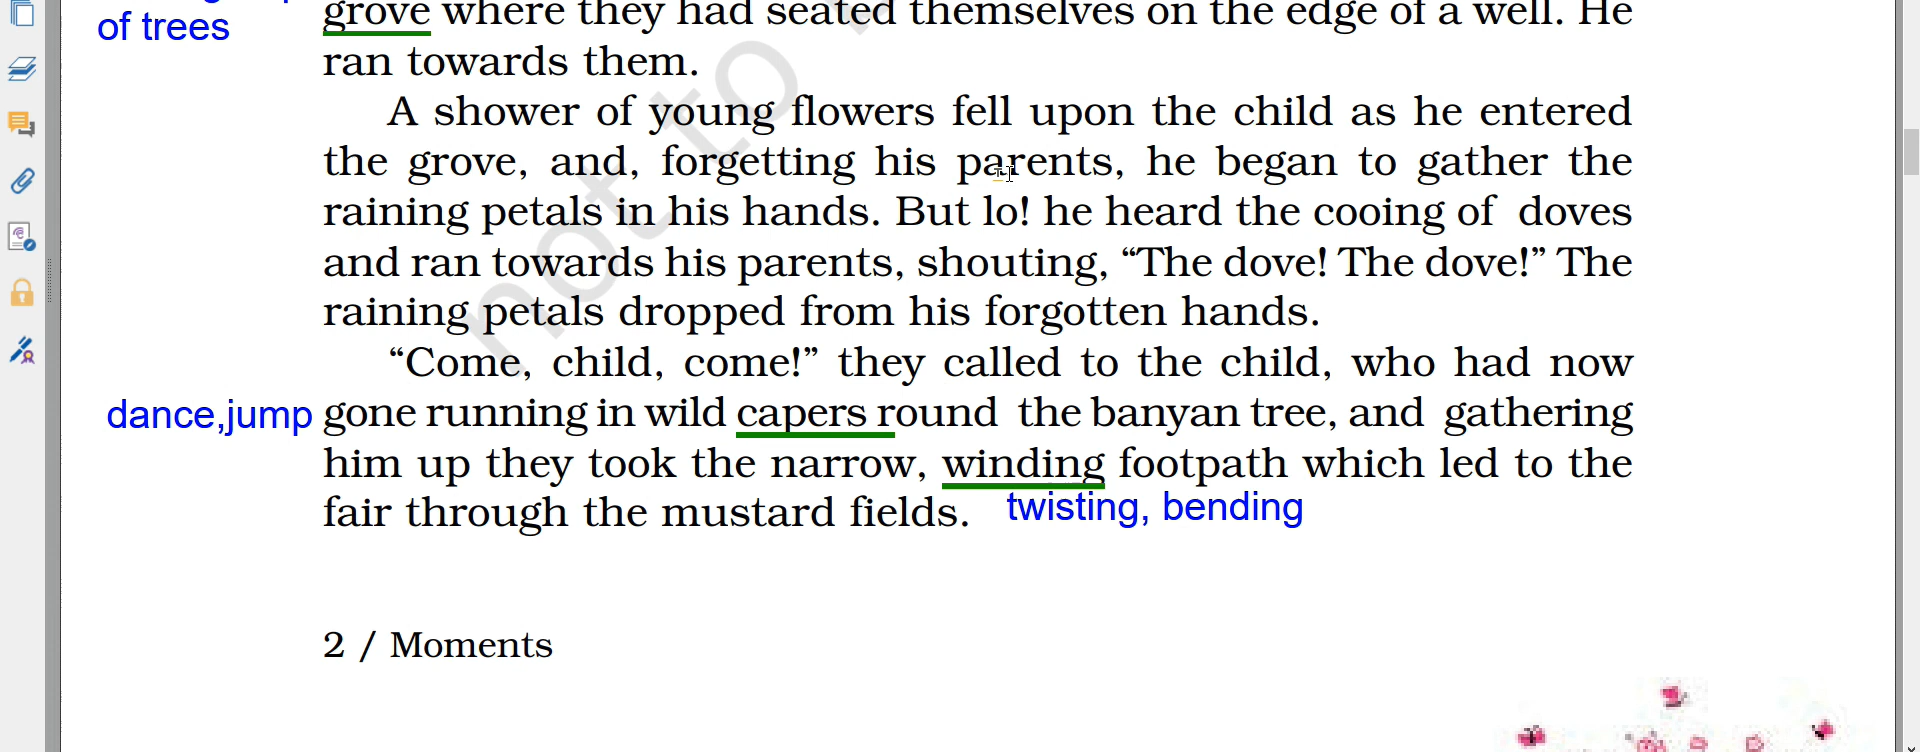 of trees
grove where they had seated themselves on the edge of a well. He
ran towards them.
A shower of young flowers fell upon the child as he entered
the grove, and, forgetting his parents, he began to gather the
raining petals in his hands. But lo! he heard the cooing of doves
and ran towards his parents, shouting, “The dove! The dove!” The
raining petals dropped from his forgotten hands.
“Come, child, come!” they called to the child, who had now
dance,jump gone running in wild capers round the banyan tree, and gathering
him up they took the narrow, winding footpath which led to the
fair through the mustard fields. twisting, bending
2 / Moments
not to